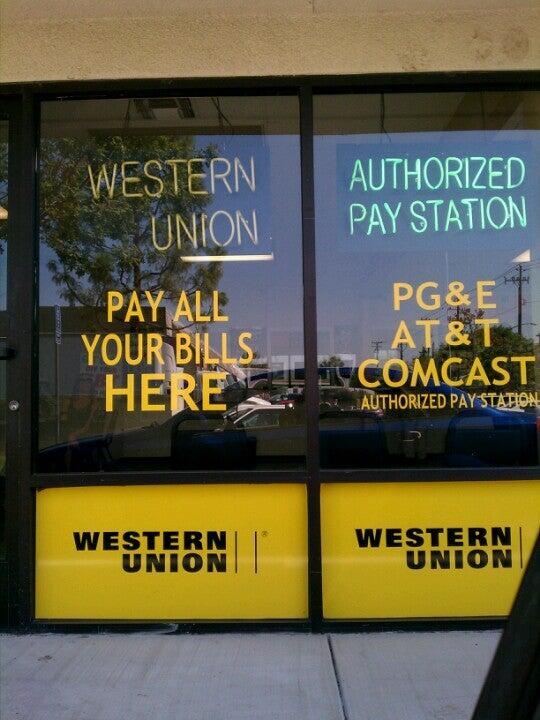 WESTERN
UNION
AUTHORIZED
PAY STATION
PAY ALL
YOUR BILLS
HERE
PG&E
AT&T
COMCAST
AUTHORIZED PAY STATION
WESTERN
UNION ®
WESTERN
UNION